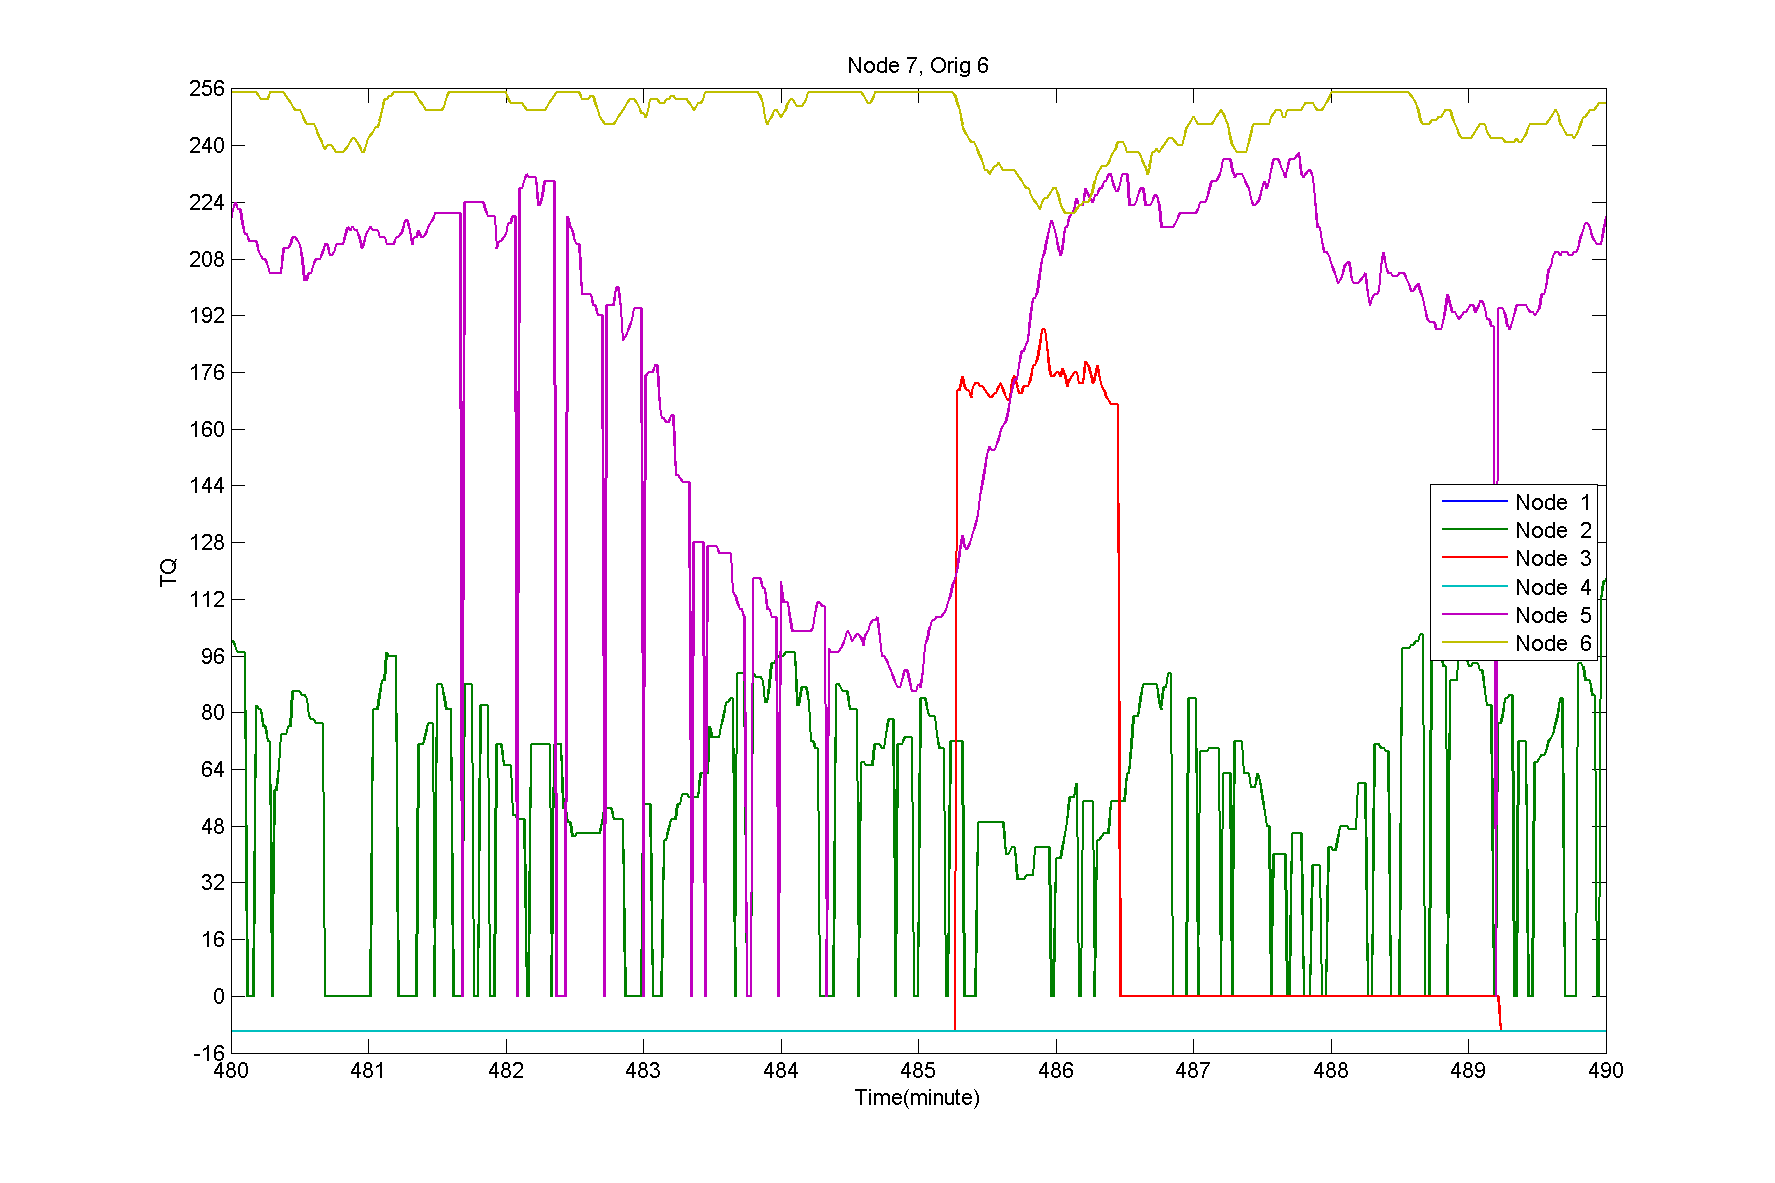 Node 7, Orig 6
256
240
224
208
192
176
160
144
128
112
96
80
64
48
32
16
0
-16
TQ
Node 1
Node 2
Node 3
Node 4
Node 5
Node 6
480 481 482 483 484 485 486 487 488 489 490
Time(minute)